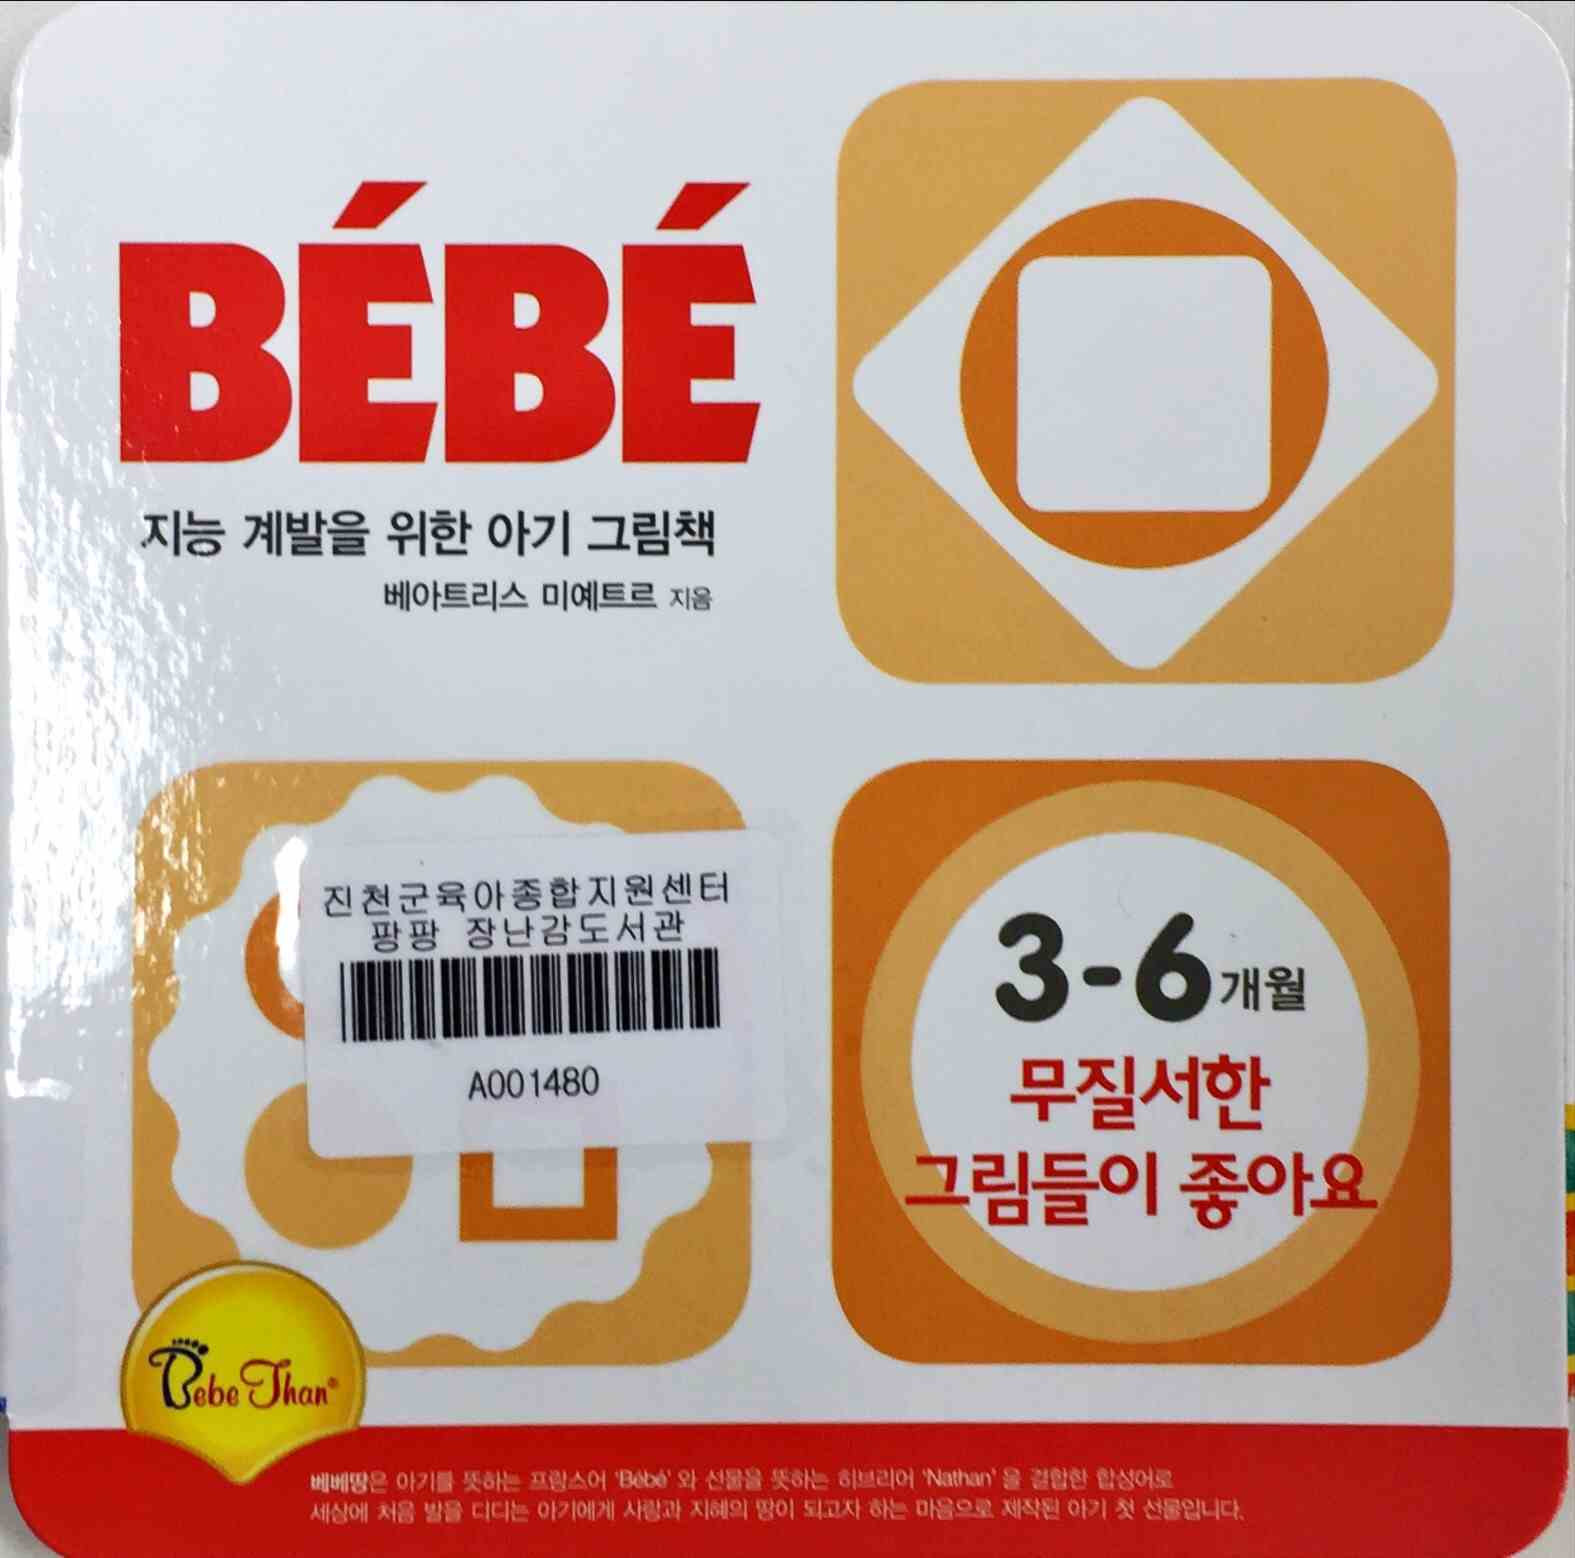 BÉBÉ
지능 계발을 위한 아기 그림책
베아트리스 미예트르 지음
진천군육아종합지원센터
팡팡 장난감도서관
A001480
3-6개월
무질서한
그림들이 좋아요
Bebe Than®
베베땅은 아기를 뜻하는 프랑스어 'Bébé' 와 선물을 뜻하는 히브리어 'Nathan' 을 결합한 합성어로
세상에 처음 발을 디디는 아기에게 사랑과 지혜의 땅이 되고자 하는 마음으로 제작된 아기 첫 선물입니다.